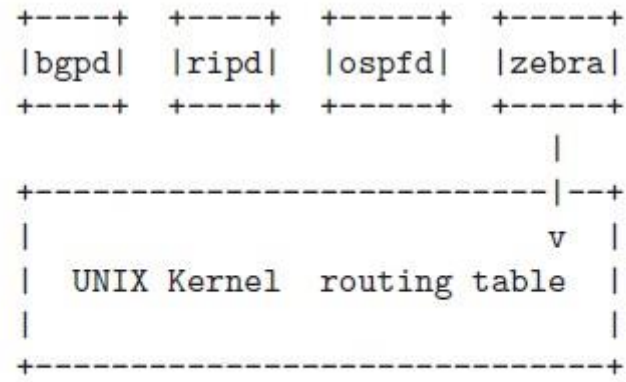 +----+  +----+  +-----+  +-----+
|bgpd|  |ripd|  |ospfd|  |zebra|
+----+  +----+  +-----+  +-----+
                            |
+---------------------------|--+
|                           v  |
|  UNIX Kernel  routing table  |
|                              |
+------------------------------+